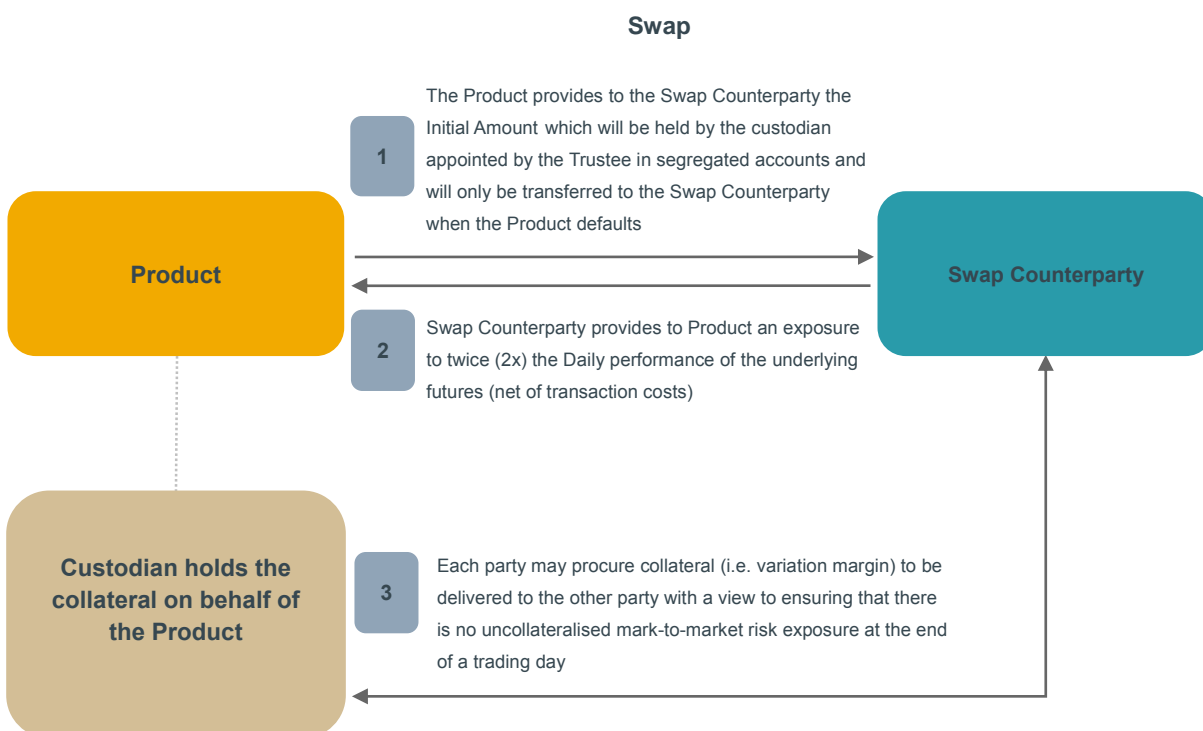 Swap
1
The Product provides to the Swap Counterparty the
Initial Amount which will be held by the custodian
appointed by the Trustee in segregated accounts and
will only be transferred to the Swap Counterparty
when the Product defaults
Product
Swap Counterparty
2
Swap Counterparty provides to Product an exposure
to twice (2x) the Daily performance of the underlying
futures (net of transaction costs)
Custodian holds the
collateral on behalf of
the Product
3
Each party may procure collateral (i.e. variation margin) to be
delivered to the other party with a view to ensuring that there
is no uncollateralised mark-to-market risk exposure at the end
of a trading day